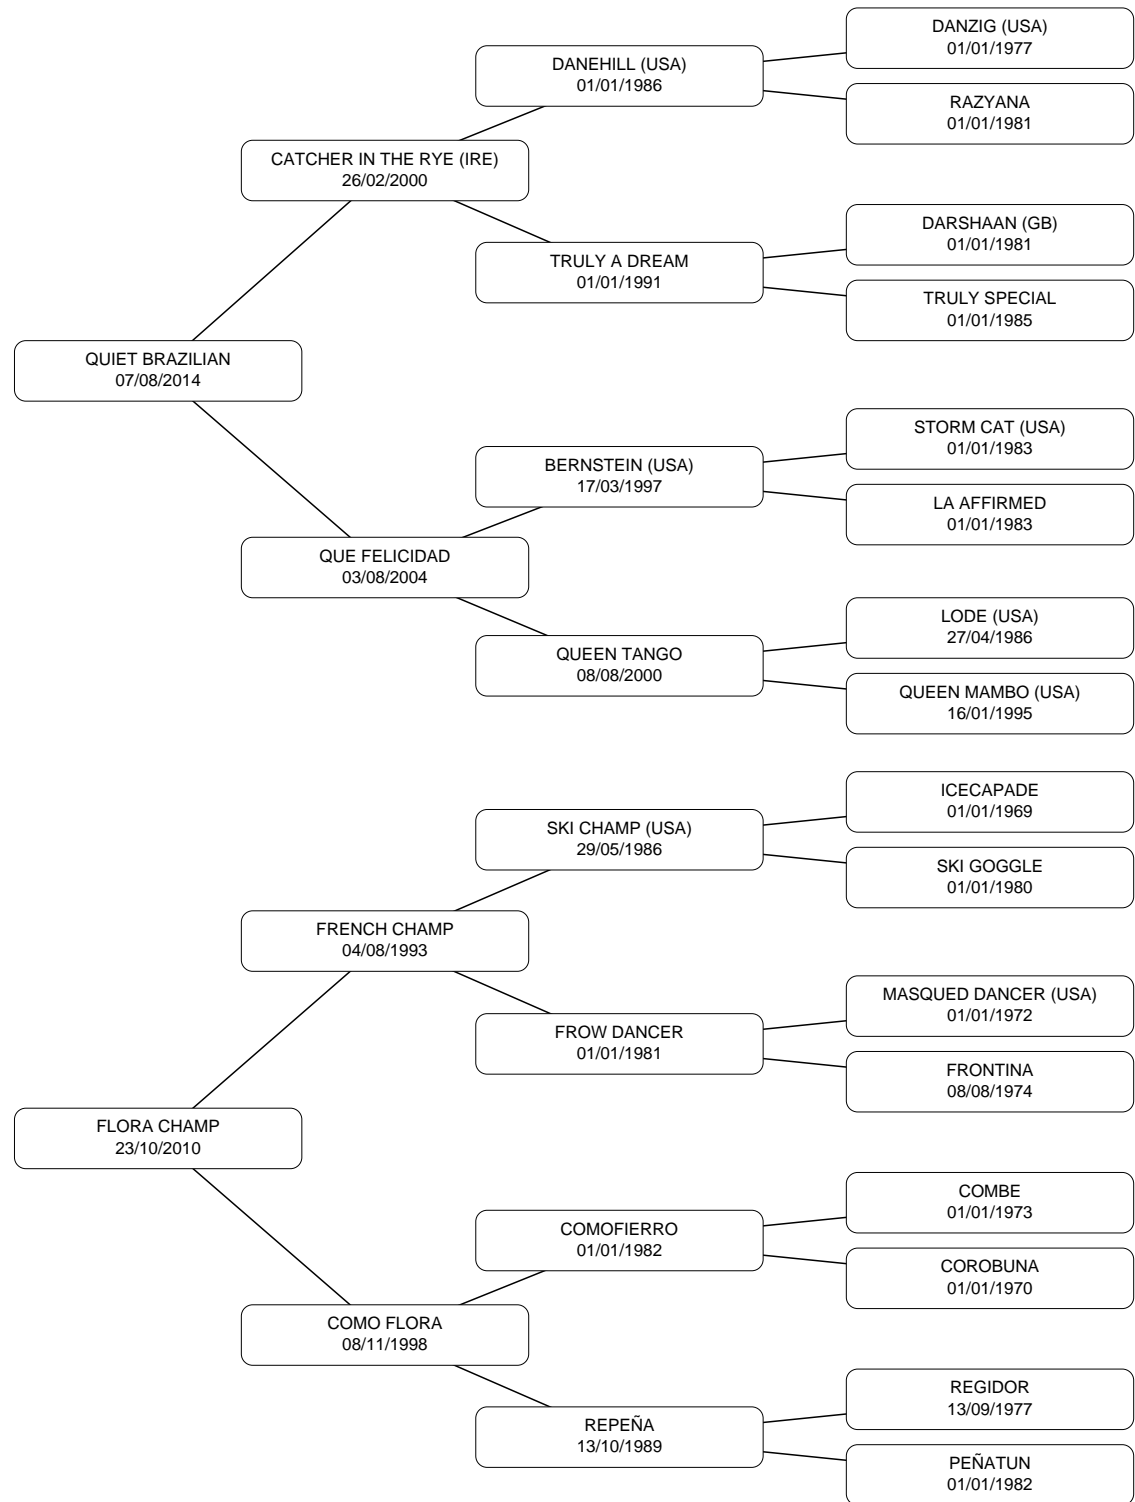 DANZIG (USA)
01/01/1977
DANEHILL (USA)
01/01/1986
RAZYANA
01/01/1981
CATCHER IN THE RYE (IRE)
26/02/2000
DARSHAAN (GB)
01/01/1981
TRULY A DREAM
01/01/1991
TRULY SPECIAL
01/01/1985
QUIET BRAZILIAN
07/08/2014
STORM CAT (USA)
01/01/1983
BERNSTEIN (USA)
17/03/1997
LA AFFIRMED
01/01/1983
QUE FELICIDAD
03/08/2004
LODE (USA)
27/04/1986
QUEEN TANGO
08/08/2000
QUEEN MAMBO (USA)
16/01/1995
ICECAPADE
01/01/1969
SKI CHAMP (USA)
29/05/1986
SKI GOGGLE
01/01/1980
FRENCH CHAMP
04/08/1993
MASQUED DANCER (USA)
01/01/1972
FROW DANCER
01/01/1981
FRONTINA
08/08/1974
FLORA CHAMP
23/10/2010
COMBE
01/01/1973
COMOFIERRO
01/01/1982
COROBUNA
01/01/1970
COMO FLORA
08/11/1998
REGIDOR
13/09/1977
REPEÑA
13/10/1989
PEÑATUN
01/01/1982